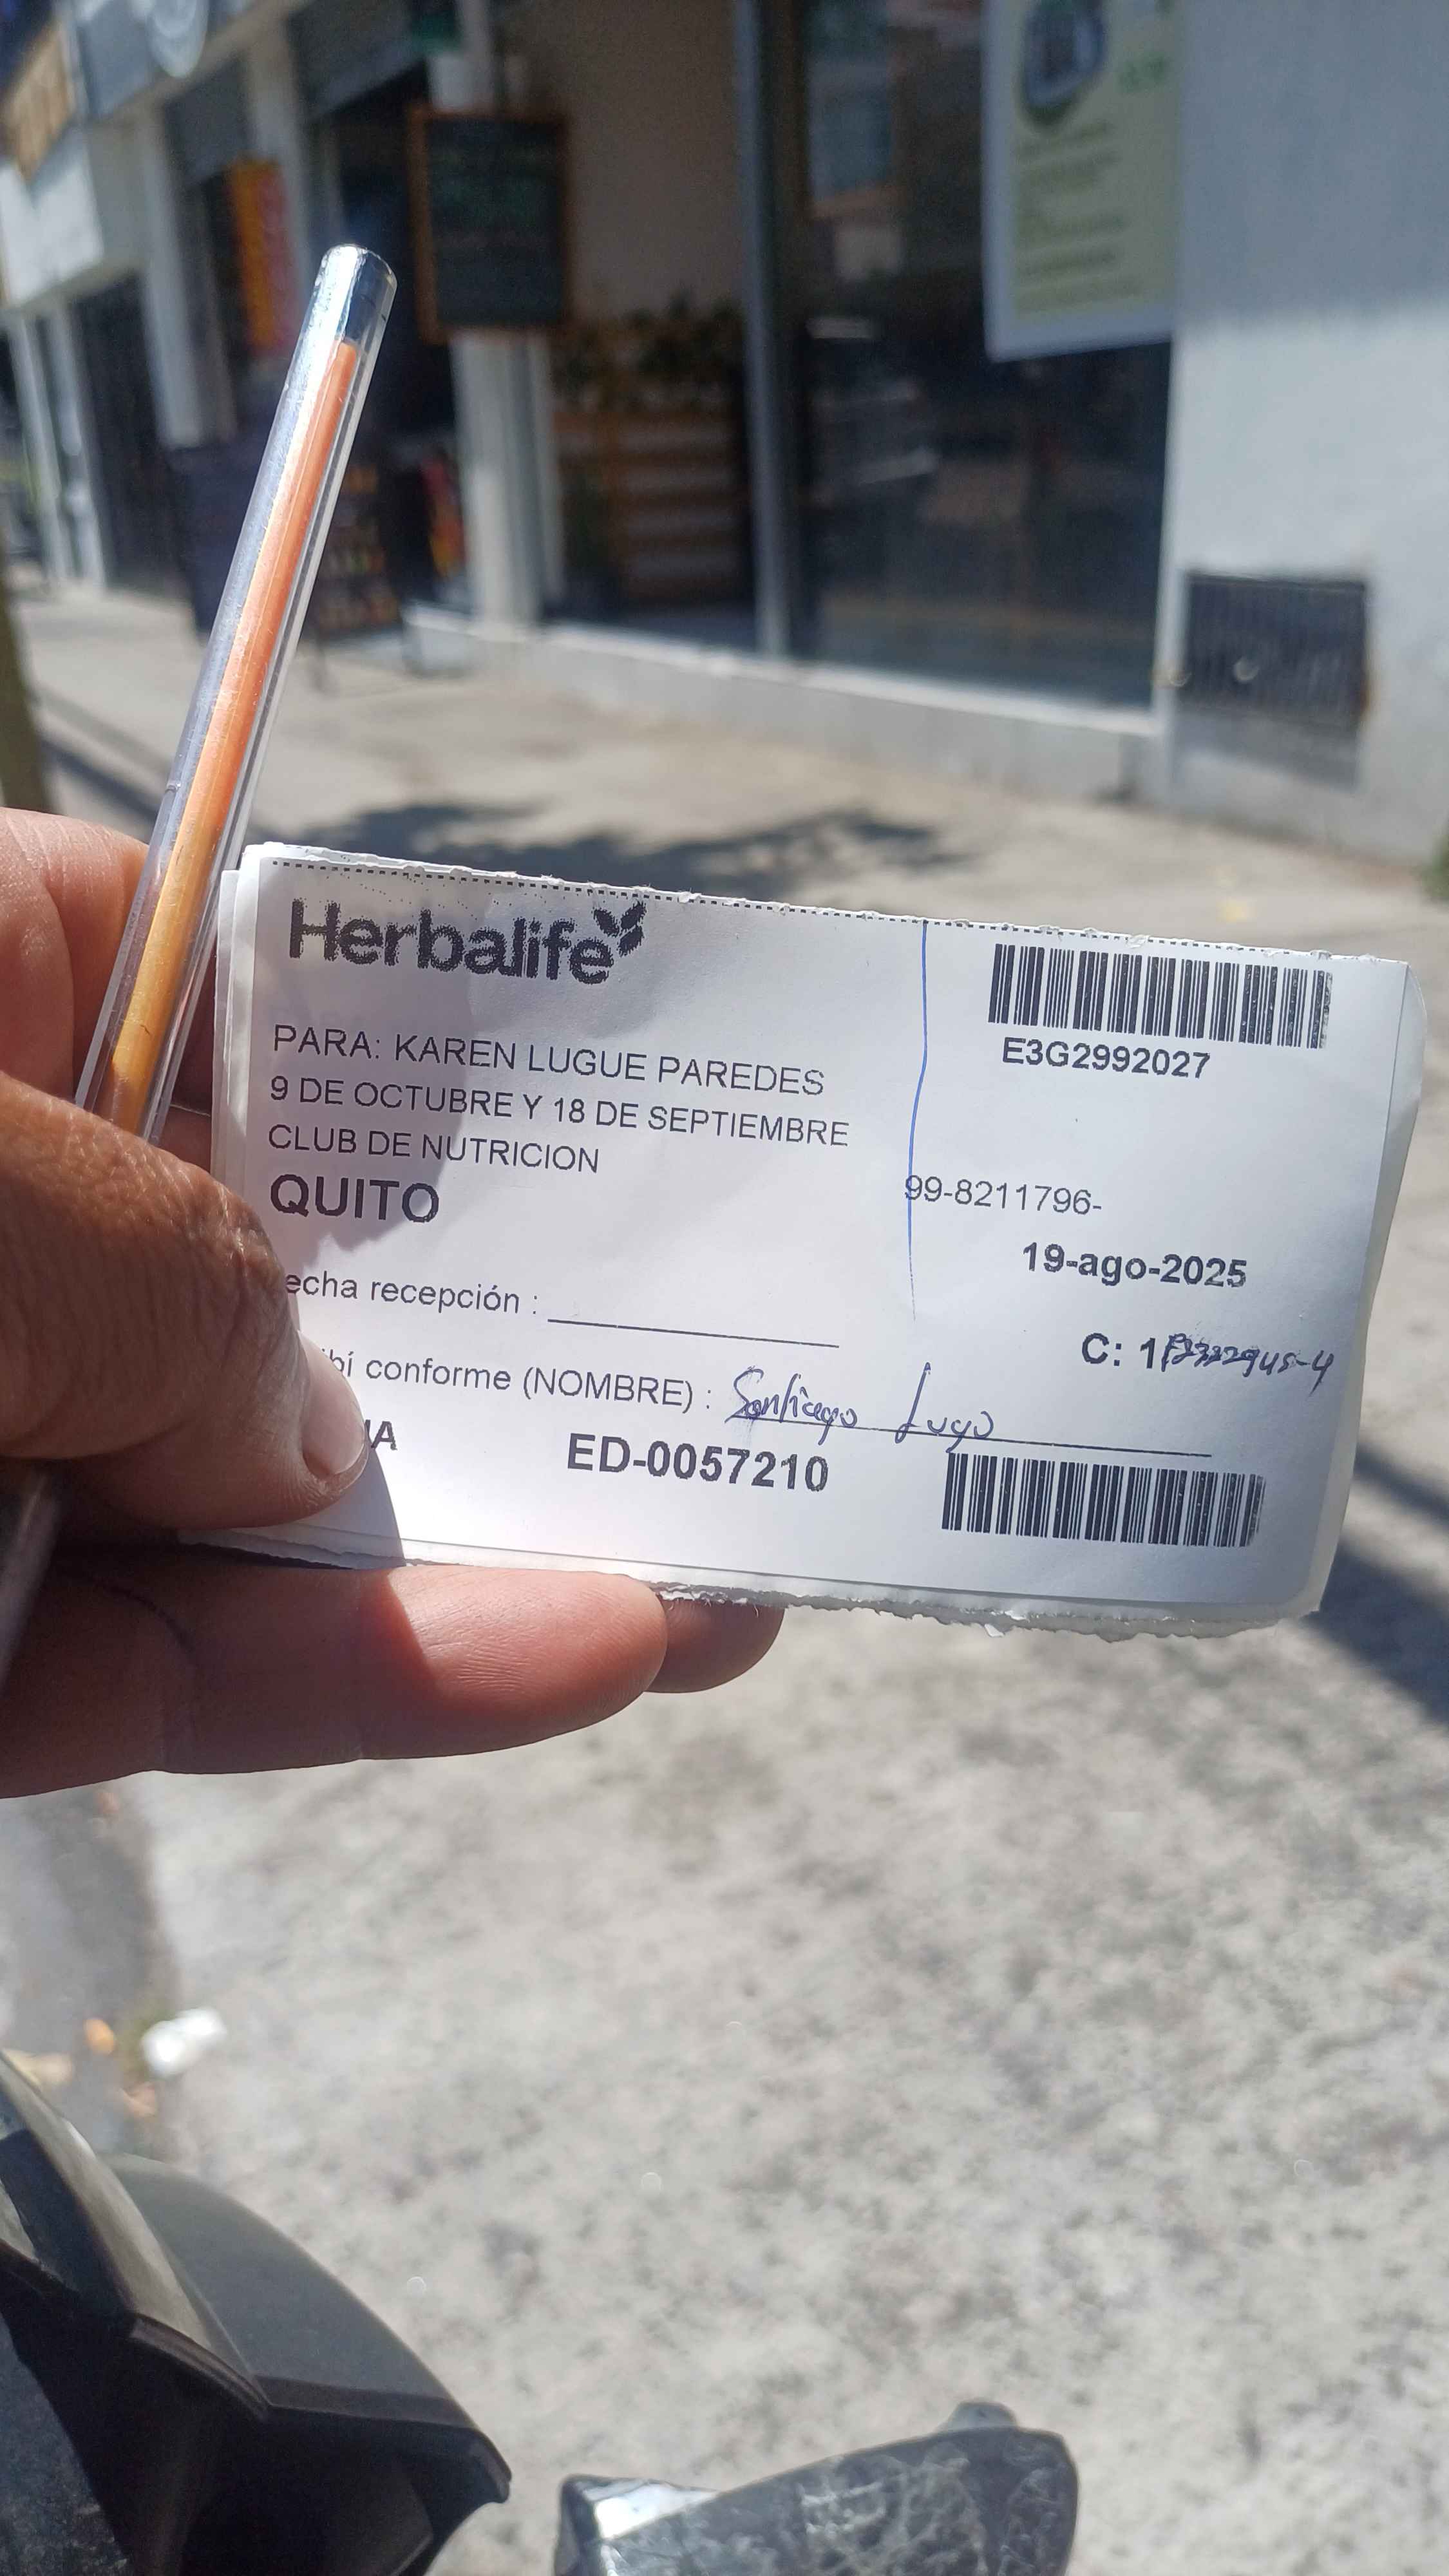 Herbalife
PARA: KAREN LUGUE PAREDES
9 DE OCTUBRE Y 18 DE SEPTIEMBRE
CLUB DE NUTRICION
QUITO
echa recepción :
ibí conforme (NOMBRE) : Santiago Lugo
ED-0057210
E3G2992027
99-8211796-
19-ago-2025
C: 1